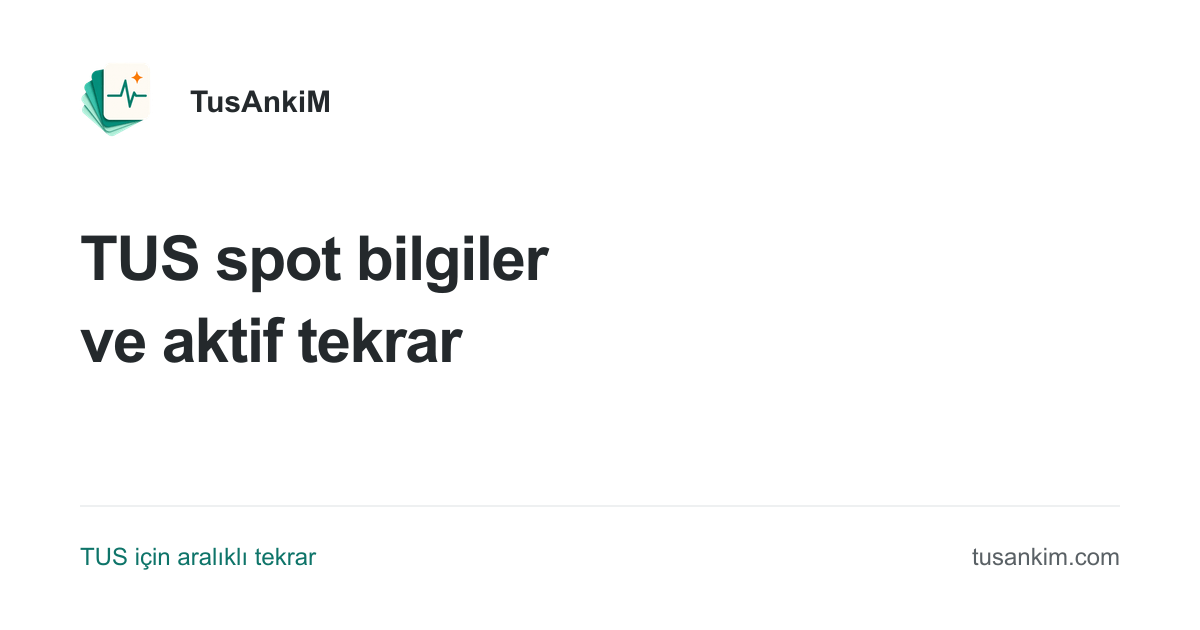 TusAnkiM
TUS spot bilgiler
ve aktif tekrar
TUS için aralıklı tekrar
tusankim.com